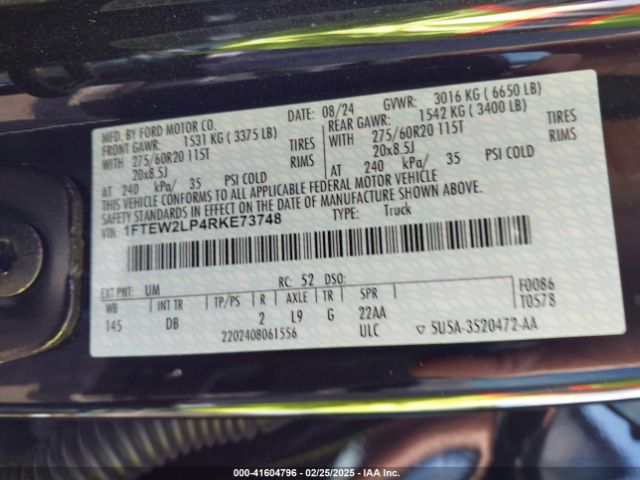 MFD. BY FORD MOTOR CO. DATE: 08/24 GVWR: 3016 KG ( 6650 LB)
FRONT GAWR: 1531 KG ( 3375 LB) REAR GAWR: 1542 KG ( 3400 LB)
WITH 275/60R20 115T TIRES WITH 275/60R20 115T TIRES
20x8.5J RIMS 20x8.5J RIMS
AT 240 kPa/ 35 PSI COLD AT 240 kPa/ 35 PSI COLD
THIS VEHICLE CONFORMS TO ALL APPLICABLE FEDERAL MOTOR VEHICLE
SAFETY STANDARDS IN EFFECT ON THE DATE OF MANUFACTURE SHOWN ABOVE.
VIN: 1FTEW2LP4RKE73748 TYPE: Truck
EXT PNT: UM RC: 52 DSO: F0086
WB INT TR TP/PS R AXLE TR SPR T0578
145 DB 2 L9 G 22AA
2202408061556 ULC ▽ 5U5A-3520472-AA
000-41604796 - 02/25/2025 - IAA Inc.